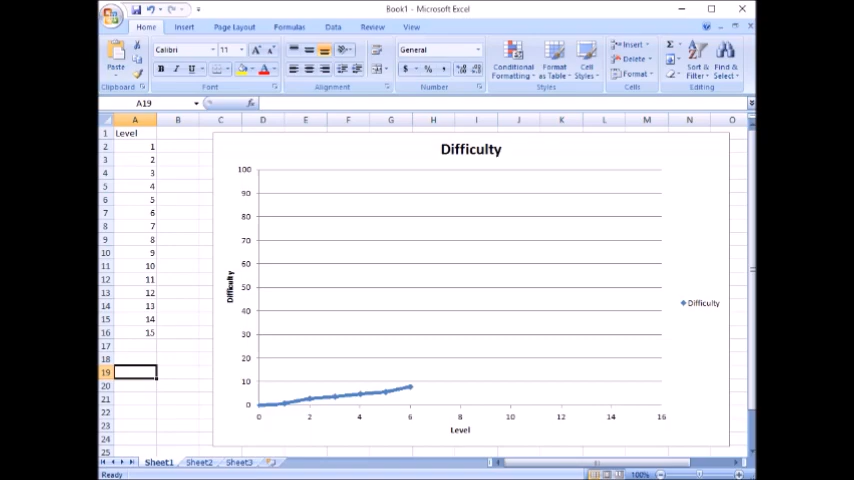 Book1 - Microsoft Excel
Home Insert Page Layout Formulas Data Review View
Paste
Calibri 11
B I U
General
$ % ,
Conditional Formatting
Format as Table
Cell Styles
Insert
Delete
Format
Sort & Filter
Find & Select
Clipboard Font Alignment Number Styles Cells Editing
A19
A B C D E F G H I J K L M N O
1 Level
2 1
3 2
4 3
5 4
6 5
7 6
8 7
9 8
10 9
11 10
12 11
13 12
14 13
15 14
16 15
17
18
19
20
21
22
23
24
25
Difficulty
100
90
80
70
60
50
40
30
20
10
0
Difficulty
0 2 4 6 8 10 12 14 16
Level
Difficulty
Sheet1 Sheet2 Sheet3
Ready 100%